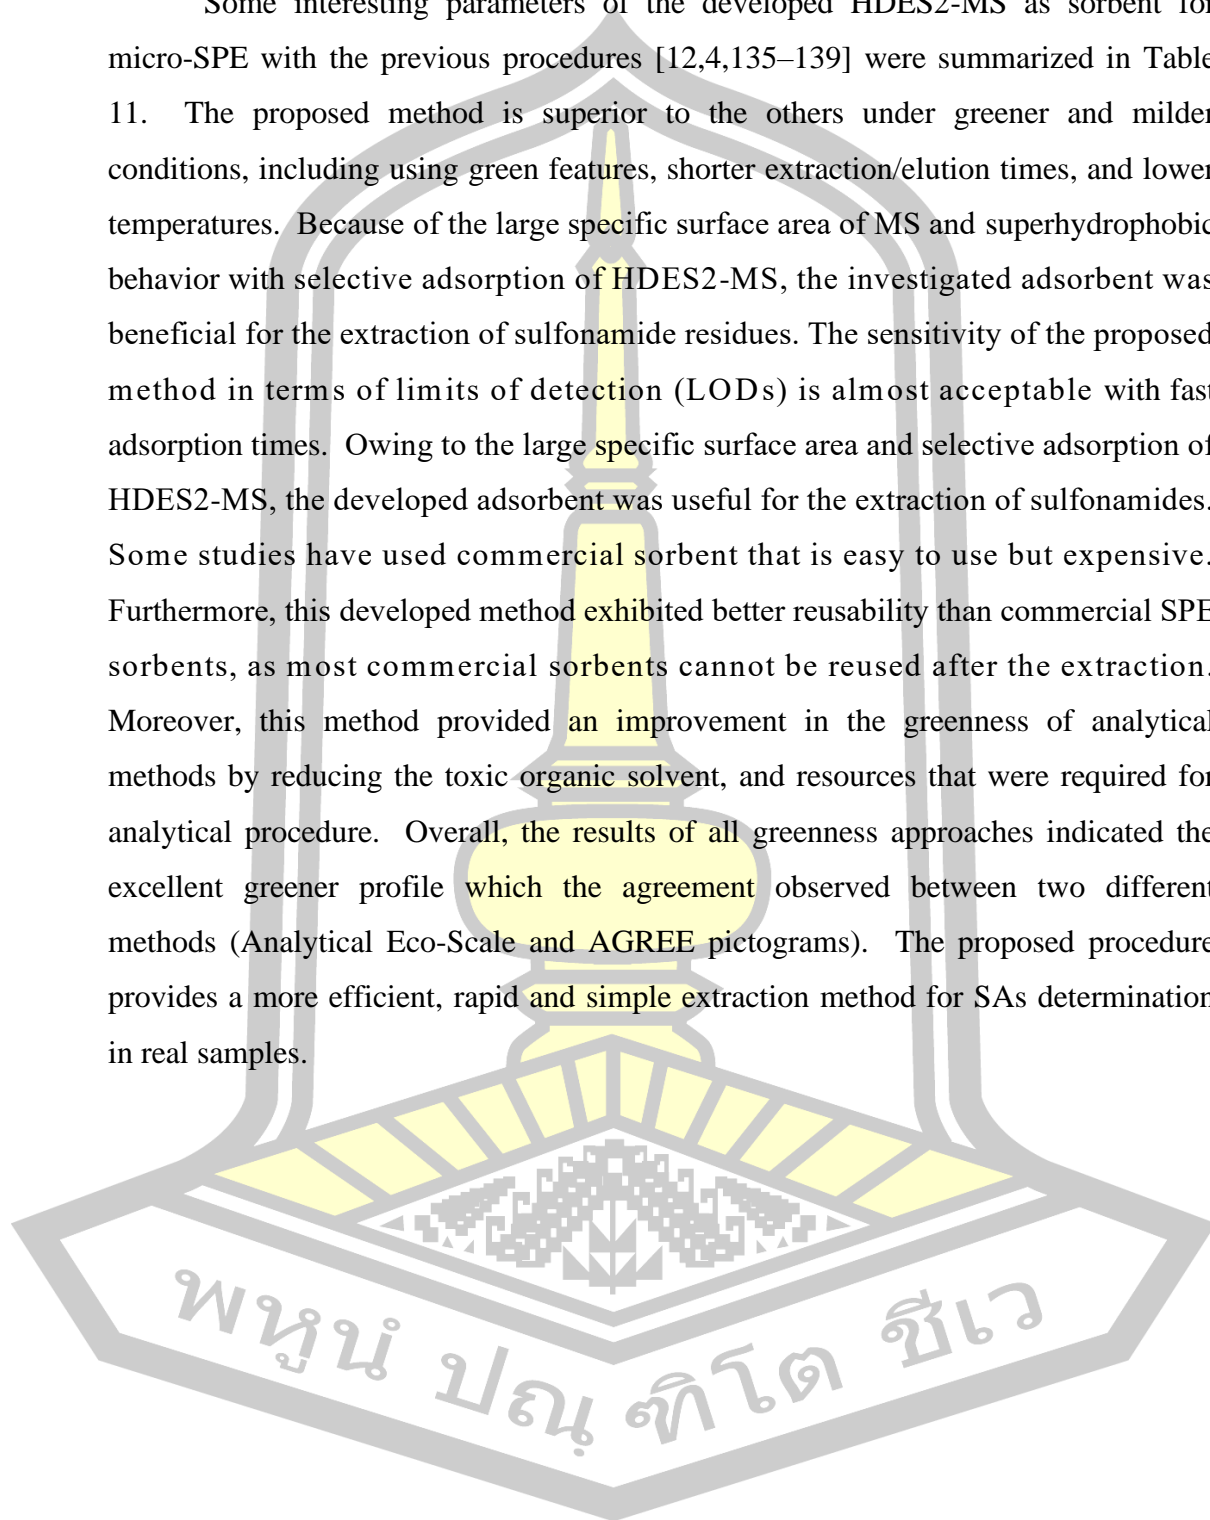 Some interesting parameters of the developed HDES2-MS as sorbent for
micro-SPE with the previous procedures [12,4,135–139] were summarized in Table
11. The proposed method is superior to the others under greener and milder
conditions, including using green features, shorter extraction/elution times, and lower
temperatures. Because of the large specific surface area of MS and superhydrophobic
behavior with selective adsorption of HDES2-MS, the investigated adsorbent was
beneficial for the extraction of sulfonamide residues. The sensitivity of the proposed
method in terms of limits of detection (LODs) is almost acceptable with fast
adsorption times. Owing to the large specific surface area and selective adsorption of
HDES2-MS, the developed adsorbent was useful for the extraction of sulfonamides.
Some studies have used commercial sorbent that is easy to use but expensive.
Furthermore, this developed method exhibited better reusability than commercial SPE
sorbents, as most commercial sorbents cannot be reused after the extraction.
Moreover, this method provided an improvement in the greenness of analytical
methods by reducing the toxic organic solvent, and resources that were required for
analytical procedure. Overall, the results of all greenness approaches indicated the
excellent greener profile which the agreement observed between two different
methods (Analytical Eco-Scale and AGREE pictograms). The proposed procedure
provides a more efficient, rapid and simple extraction method for SAs determination
in real samples.
พหูนํ ปณฺฑิโต ชีเว